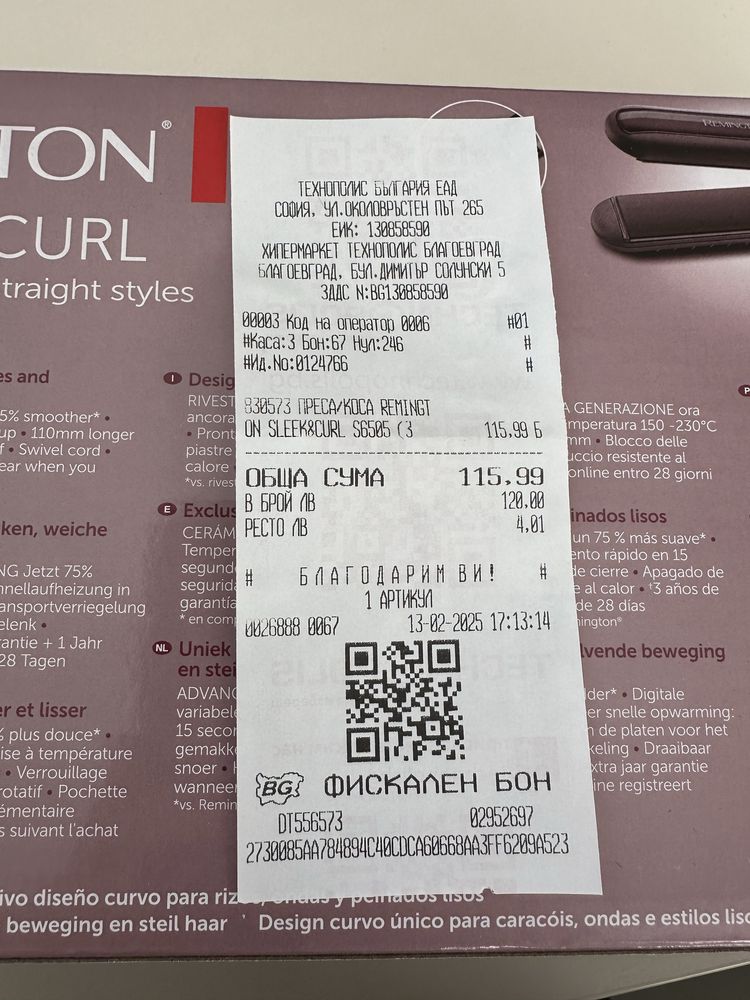 TON®
CURL
traight styles
REMING
ТЕХНОПОЛИС БЪЛГАРИЯ ЕАД
СОФИЯ, УЛ.ОКОЛОВРЪСТЕН ПЪТ 265
ЕИК: 130858590
ХИПЕРМАРКЕТ ТЕХНОПОЛИС БЛАГОЕВГРАД
БЛАГОЕВГРАД, БУЛ.ДИМИТЪР СОЛУНСКИ 5
ЗДДС N:BG130858590
00003 Код на оператор 0006 #01
#Каса:3 Бон:67 Нул:246 #
#Ид.No:0124766 #
830573 ПРЕСА/КОСА REMINGT
ON SLEEK&CURL S6505 (3 115,99 Б
ОБЩА СУМА 115.99
В БРОЙ ЛВ 120.00
РЕСТО ЛВ 4,01
# БЛАГОДАРИМ ВИ! #
1 АРТИКУЛ
0026888 0067 13-02-2025 17:13:14
BG ФИСКАЛЕН БОН
DT556573 02952697
2730085AA784894C40CDCA60668AA3FF6209A523
es and
5% smoother* •
up • 110mm longer
f • Swivel cord •
ear when you
ken, weiche
NG Jetzt 75%
hnellaufheizung in
ansportverriegelung
elenk •
rantie + 1 Jahr
28 Tagen
er et lisser
% plus douce* •
ise à température
• Verrouillage
rotatif • Pochette
émentaire
s suivant l'achat
I Desig
RIVEST
ancora
• Pront
piastre
calore
*vs. rivest
E Exclus
CERÁM
Temper
segund
segurida
garantía
* en comp
NL Uniek
en stei
ADVANC
variabele
15 secon
gemakke
snoer • H
wanneer
*vs. Remin
A GENERAZIONE ora
mperatura 150 -230°C
mm • Blocco delle
uccio resistente al
online entro 28 giorni
inados lisos
un 75 % más suave* •
ento rápido en 15
de cierre • Apagado de
e al calor • †3 años de
de 28 días
mington®
lvende beweging
lder* • Digitale
er snelle opwarming:
n de platen voor het
keling • Draaibaar
xtra jaar garantie
ine registreert
P
ivo diseño curvo para rizos, ondas y peinados lisos
beweging en steil haar Design curvo único para caracóis, ondas e estilos liso